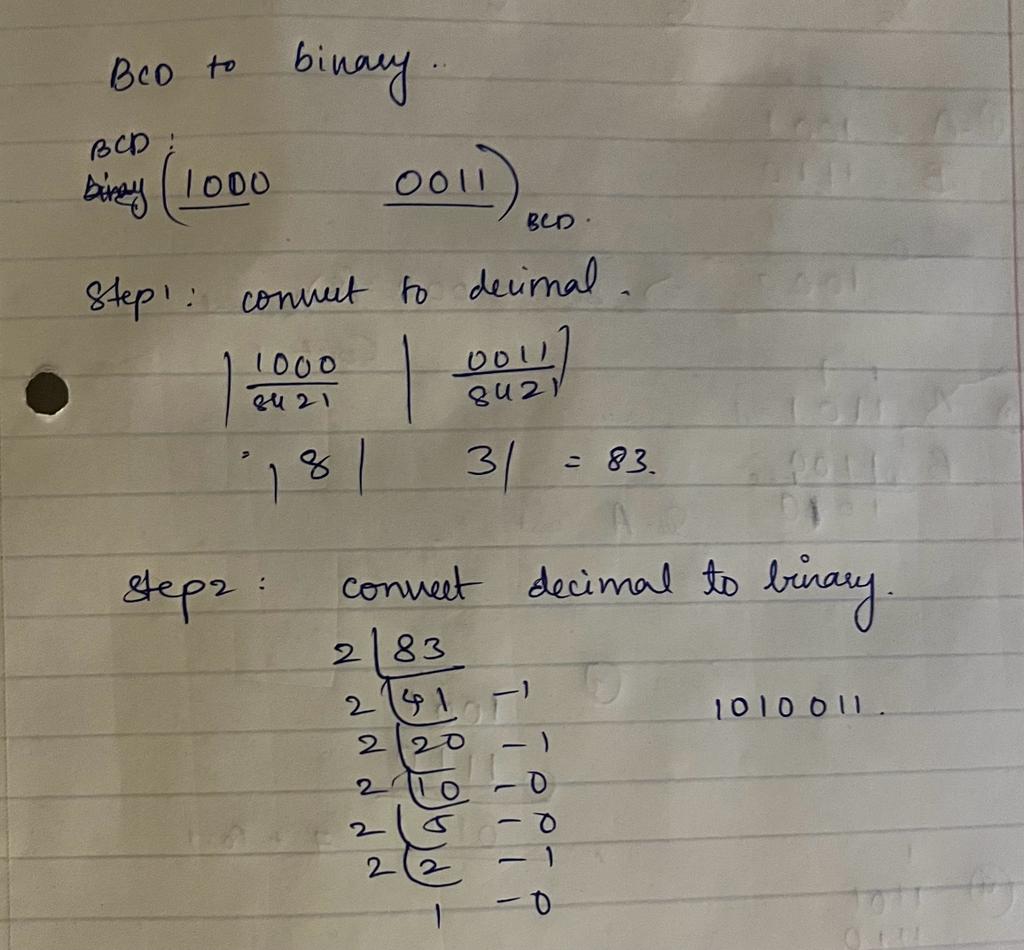 BCD to binary..
BCD :
binay (1000 0011)BCD.
Step1: convert to decimal.
| 1000 | 0011 |
8421 8421
, 8 | 3 | = 83.
Step2 : convert decimal to binary.
2 | 83
2 | 41 - 1 1010011.
2 | 20 - 1
2 | 10 - 0
2 | 5 - 0
2 | 2 - 1
1 - 0